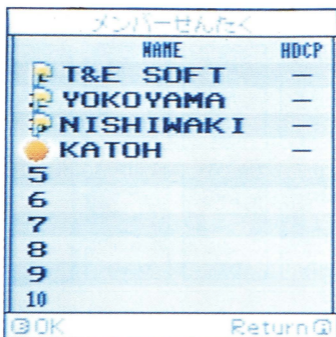 メンバーせんたく
NAME HDCP
T&E SOFT —
YOKOYAMA —
NISHIWAKI —
KATOH —
5
6
7
8
9
10
OK Return